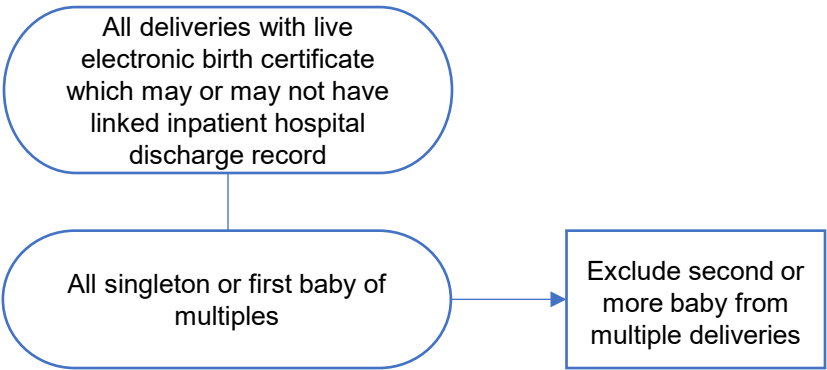 All deliveries with live
electronic birth certificate
which may or may not have
linked inpatient hospital
discharge record
All singleton or first baby of
multiples
Exclude second or
more baby from
multiple deliveries